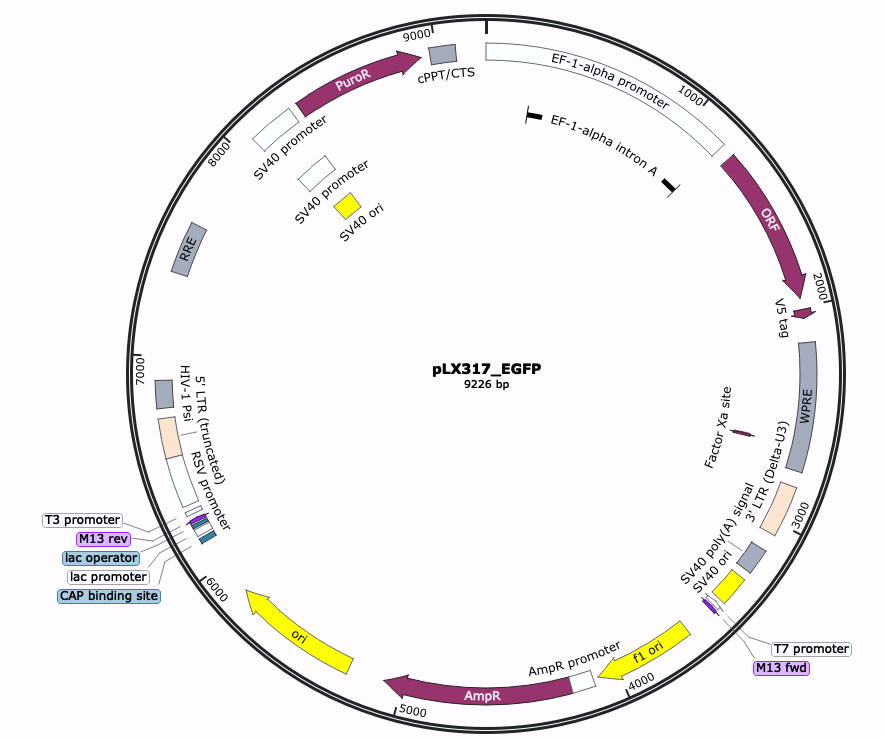 9000
cPPT/CTS
EF-1-alpha promoter
1000
PuroR
EF-1-alpha intron A
SV40 promoter
8000
SV40 promoter
SV40 ori
ORF
RRE
2000
V5 tag
7000
pLX317_EGFP
9226 bp
WPRE
Factor Xa site
HIV-1 Psi
5' LTR (truncated)
RSV promoter
3' LTR (Delta-U3)
3000
SV40 poly(A) signal
SV40 ori
T3 promoter
M13 rev
lac operator
lac promoter
CAP binding site
6000
T7 promoter
M13 fwd
ori
f1 ori
AmpR promoter
4000
AmpR
5000